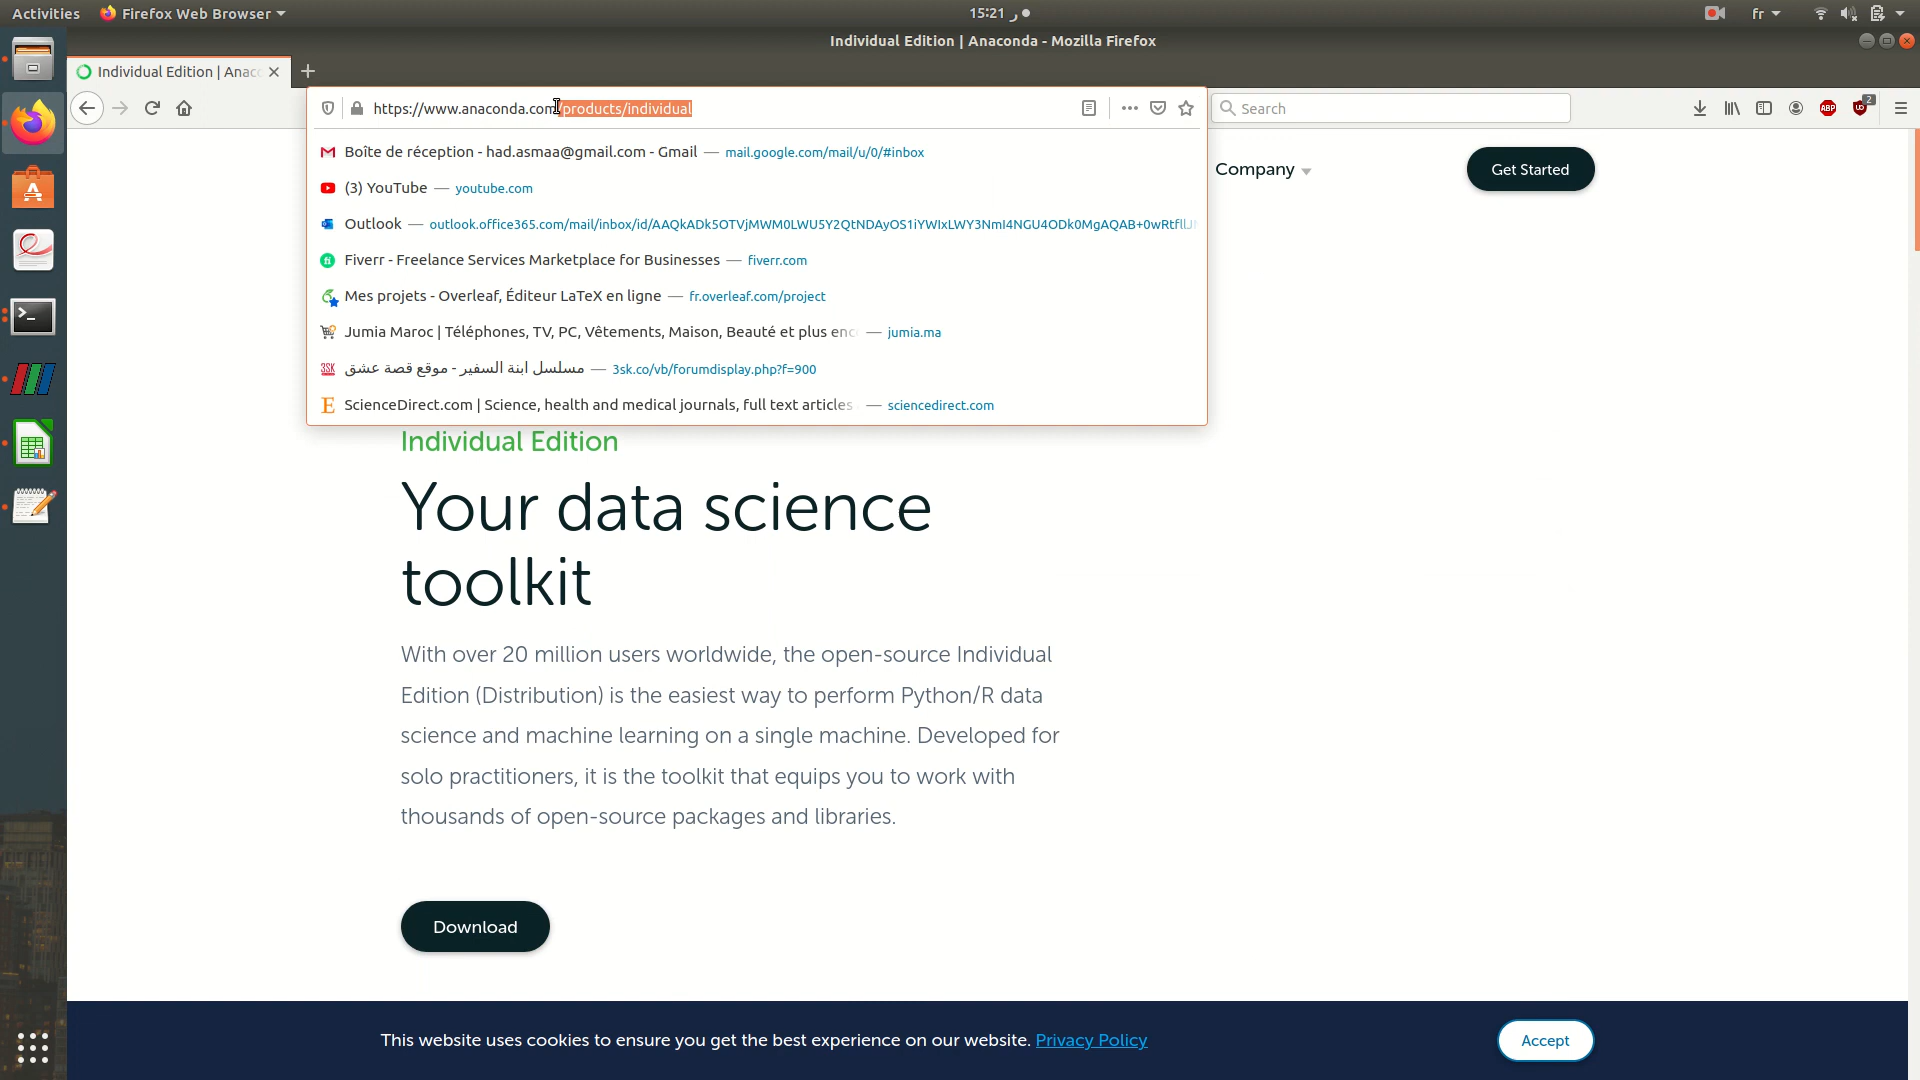 Activities Firefox Web Browser 15:21 ر fr
Individual Edition | Anaconda - Mozilla Firefox
Individual Edition | Anac
https://www.anaconda.com/products/individual Search ABP 2
Boîte de réception - had.asmaa@gmail.com - Gmail — mail.google.com/mail/u/0/#inbox
(3) YouTube — youtube.com
Outlook — outlook.office365.com/mail/inbox/id/
Fiverr - Freelance Services Marketplace for Businesses — fiverr.com
Mes projets - Overleaf, Éditeur LaTeX en ligne — fr.overleaf.com/project
Jumia Maroc | Téléphones, TV, PC, Vêtements, Maison, Beauté et plus enc — jumia.ma
3SK مسلسل ابنة السفير - موقع قصة عشق — 3sk.co/vb/forumdisplay.php?f=900
ScienceDirect.com | Science, health and medical journals, full text articles — sciencedirect.com
Company
Get Started
Individual Edition
Your data science
toolkit
With over 20 million users worldwide, the open-source Individual
Edition (Distribution) is the easiest way to perform Python/R data
science and machine learning on a single machine. Developed for
solo practitioners, it is the toolkit that equips you to work with
thousands of open-source packages and libraries.
Download
This website uses cookies to ensure you get the best experience on our website. Privacy Policy
Accept